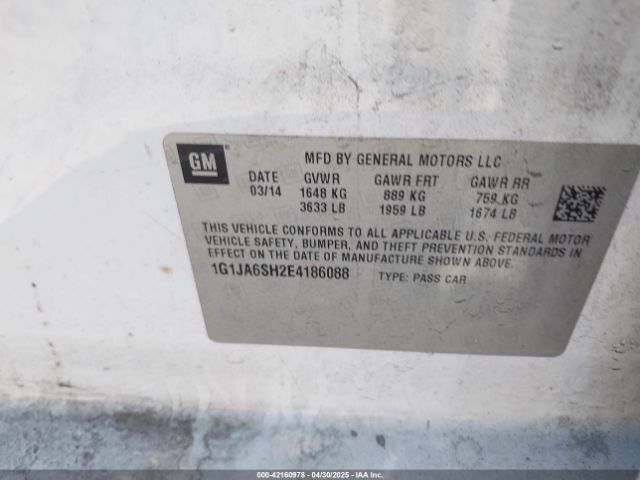 GM
MFD BY GENERAL MOTORS LLC
DATE GVWR GAWR FRT GAWR RR
03/14 1648 KG 889 KG 759 KG
3633 LB 1959 LB 1674 LB
THIS VEHICLE CONFORMS TO ALL APPLICABLE U.S. FEDERAL MOTOR
VEHICLE SAFETY, BUMPER, AND THEFT PREVENTION STANDARDS IN
EFFECT ON THE DATE OF MANUFACTURE SHOWN ABOVE.
1G1JA6SH2E4186088 TYPE: PASS CAR
000-42160978 - 04/30/2025 - IAA Inc.